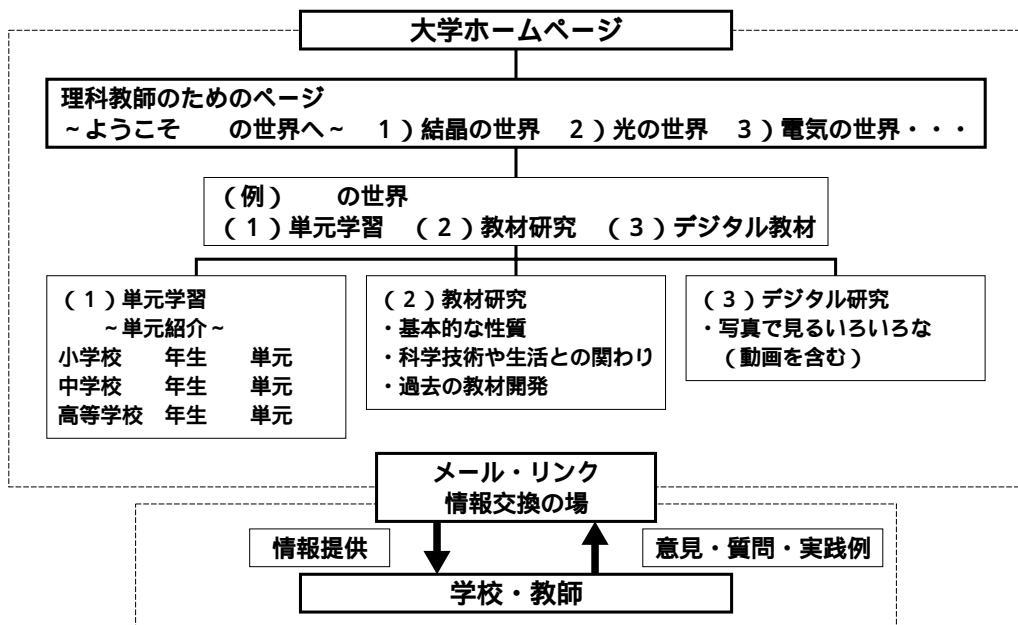 大学ホームページ
理科教師のためのページ
~ようこそ　　の世界へ~　1）結晶の世界　2）光の世界　3）電気の世界・・・
（例）　　の世界
（1）単元学習　（2）教材研究　（3）デジタル教材
（1）単元学習
~単元紹介~
小学校　　年生　　単元
中学校　　年生　　単元
高等学校　年生　　単元
（2）教材研究
・基本的な性質
・科学技術や生活との関わり
・過去の教材開発
（3）デジタル研究
・写真で見るいろいろな
（動画を含む）
メール・リンク
情報交換の場
情報提供
意見・質問・実践例
学校・教師